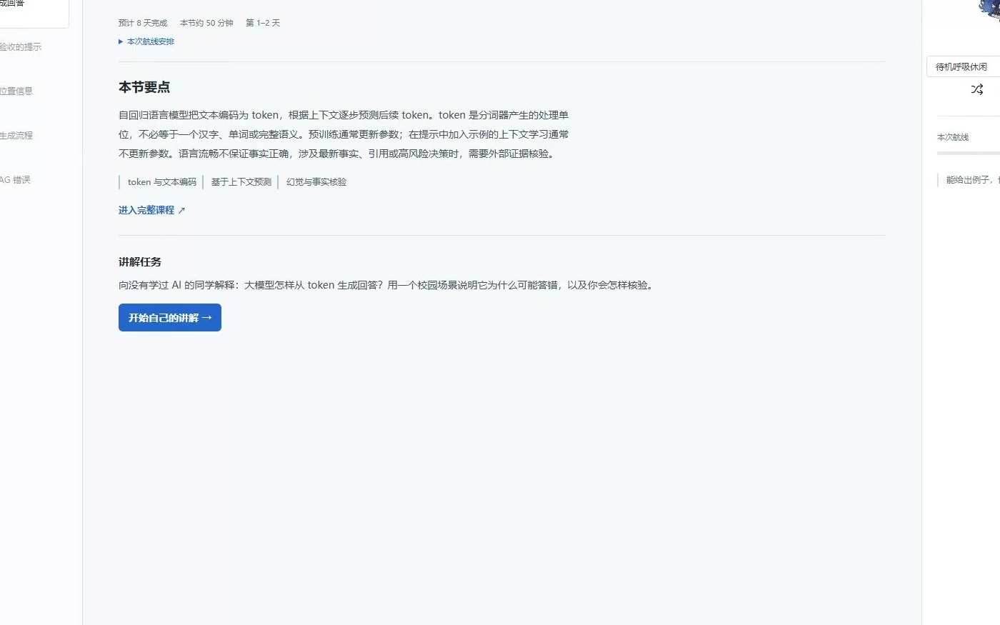 成回答
验收的提示
位置信息
生成流程
AG 错误
预计 8 天完成 本节约 50 分钟 第 1–2 天
本次航线安排
本节要点
自回归语言模型把文本编码为 token，根据上下文逐步预测后续 token。token 是分词器产生的处理单
位，不必等于一个汉字、单词或完整语义。预训练通常更新参数；在提示中加入示例的上下文学习通常
不更新参数。语言流畅不保证事实正确，涉及最新事实、引用或高风险决策时，需要外部证据核验。
token 与文本编码 基于上下文预测 幻觉与事实核验
进入完整课程 ↗
讲解任务
向没有学过 AI 的同学解释：大模型怎样从 token 生成回答？用一个校园场景说明它为什么可能答错，以及你会怎样核验。
开始自己的讲解 →
待机呼吸休闲
本次航线
能给出例子，